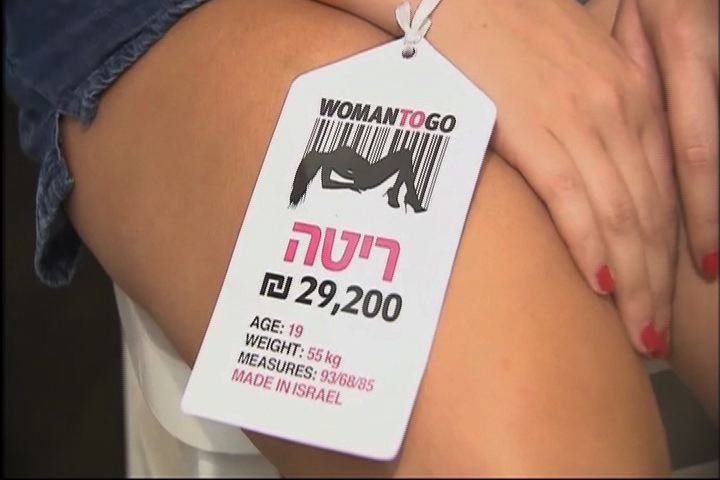 WOMANTOGO
ריטה
₪ 29,200
AGE: 19
WEIGHT: 55 kg
MEASURES: 93/68/85
MADE IN ISRAEL